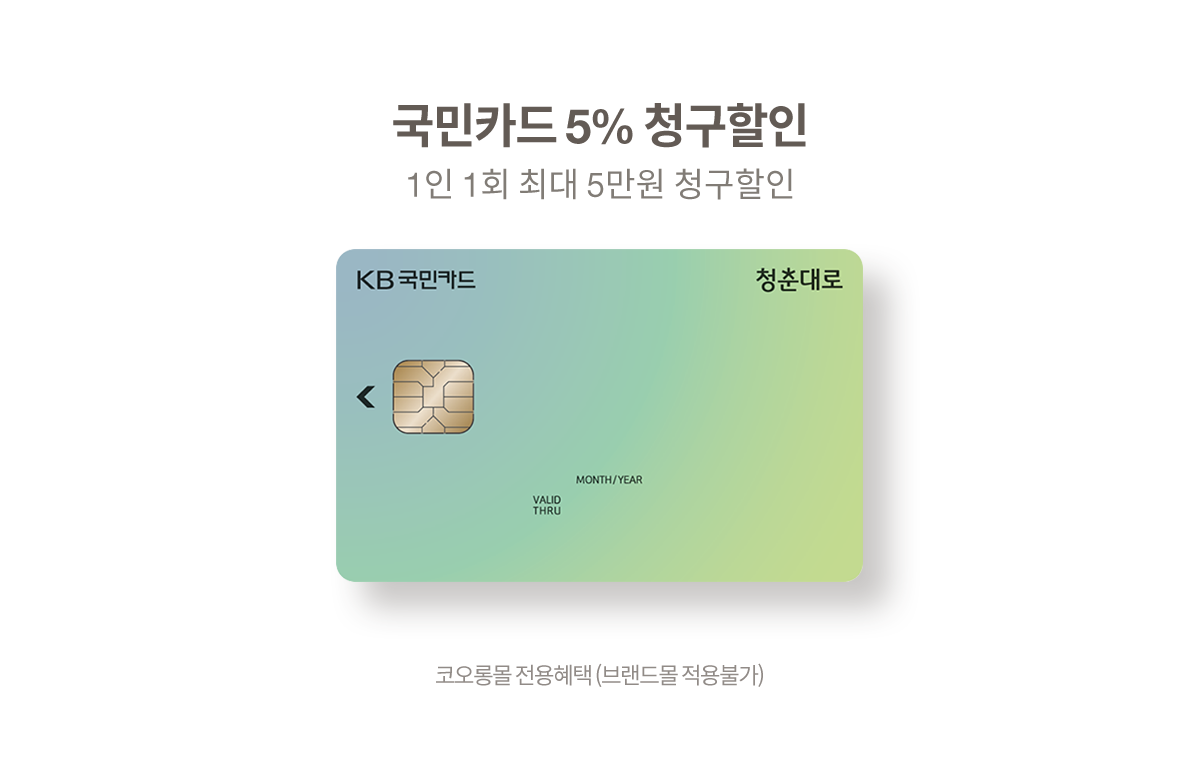 국민카드 5% 청구할인
1인 1회 최대 5만원 청구할인
KB 국민카드
청춘대로
MONTH/YEAR
VALID
THRU
코오롱몰 전용혜택 (브랜드몰 적용불가)